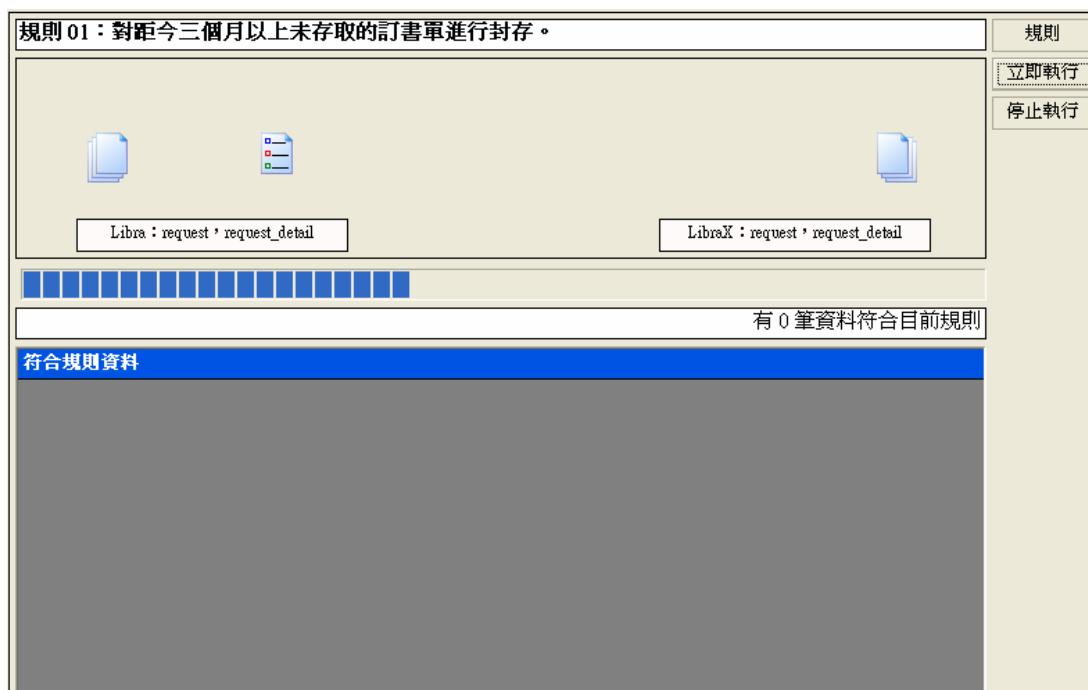 規則 01：對距今三個月以上未存取的訂書單進行封存。
規則
立即執行
停止執行
Libra：request，request_detail
LibraX：request，request_detail
有 0 筆資料符合目前規則
符合規則資料